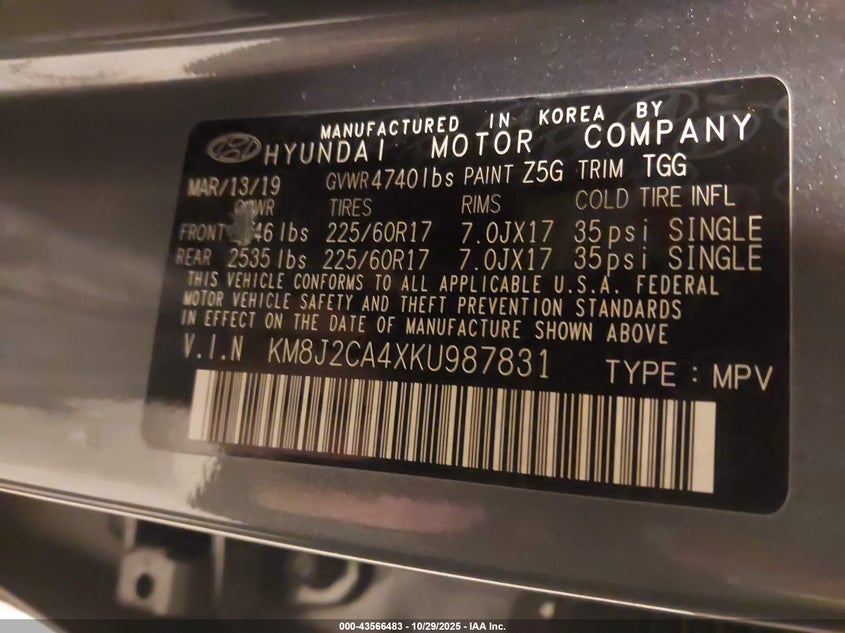 MANUFACTURED IN KOREA BY
HYUNDAI MOTOR COMPANY
MAR/13/19 GVWR 4740lbs PAINT Z5G TRIM TGG
TIRES RIMS COLD TIRE INFL
FRONT lbs 225/60R17 7.0JX17 35psi SINGLE
REAR 2535lbs 225/60R17 7.0JX17 35psi SINGLE
THIS VEHICLE CONFORMS TO ALL APPLICABLE U.S.A. FEDERAL
MOTOR VEHICLE SAFETY AND THEFT PREVENTION STANDARDS
IN EFFECT ON THE DATE OF MANUFACTURE SHOWN ABOVE
V.I.N KM8J2CA4XKU987831 TYPE : MPV
000-43566483 - 10/29/2025 - IAA Inc.